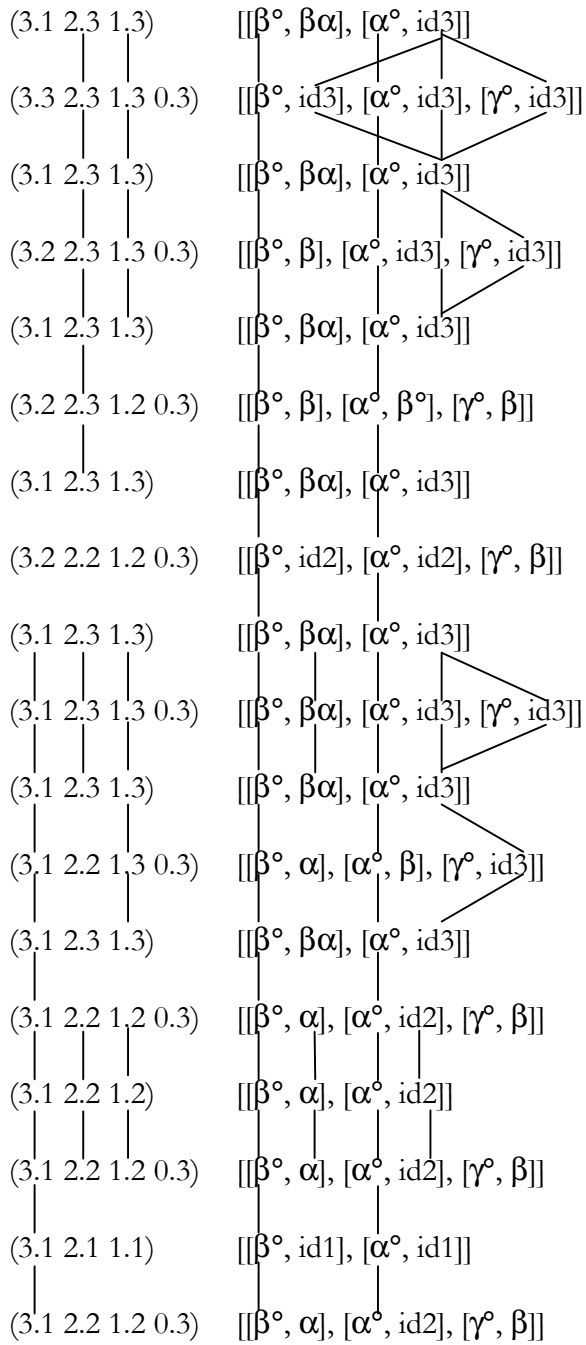 (3.1 2.3 1.3) [[β°, βα], [α°, id3]]
(3.3 2.3 1.3 0.3) [[β°, id3], [α°, id3], [γ°, id3]]
(3.1 2.3 1.3) [[β°, βα], [α°, id3]]
(3.2 2.3 1.3 0.3) [[β°, β], [α°, id3], [γ°, id3]]
(3.1 2.3 1.3) [[β°, βα], [α°, id3]]
(3.2 2.3 1.2 0.3) [[β°, β], [α°, β°], [γ°, β]]
(3.1 2.3 1.3) [[β°, βα], [α°, id3]]
(3.2 2.2 1.2 0.3) [[β°, id2], [α°, id2], [γ°, β]]
(3.1 2.3 1.3) [[β°, βα], [α°, id3]]
(3.1 2.3 1.3 0.3) [[β°, βα], [α°, id3], [γ°, id3]]
(3.1 2.3 1.3) [[β°, βα], [α°, id3]]
(3.1 2.2 1.3 0.3) [[β°, α], [α°, β], [γ°, id3]]
(3.1 2.3 1.3) [[β°, βα], [α°, id3]]
(3.1 2.2 1.2 0.3) [[β°, α], [α°, id2], [γ°, β]]
(3.1 2.2 1.2) [[β°, α], [α°, id2]]
(3.1 2.2 1.2 0.3) [[β°, α], [α°, id2], [γ°, β]]
(3.1 2.1 1.1) [[β°, id1], [α°, id1]]
(3.1 2.2 1.2 0.3) [[β°, α], [α°, id2], [γ°, β]]